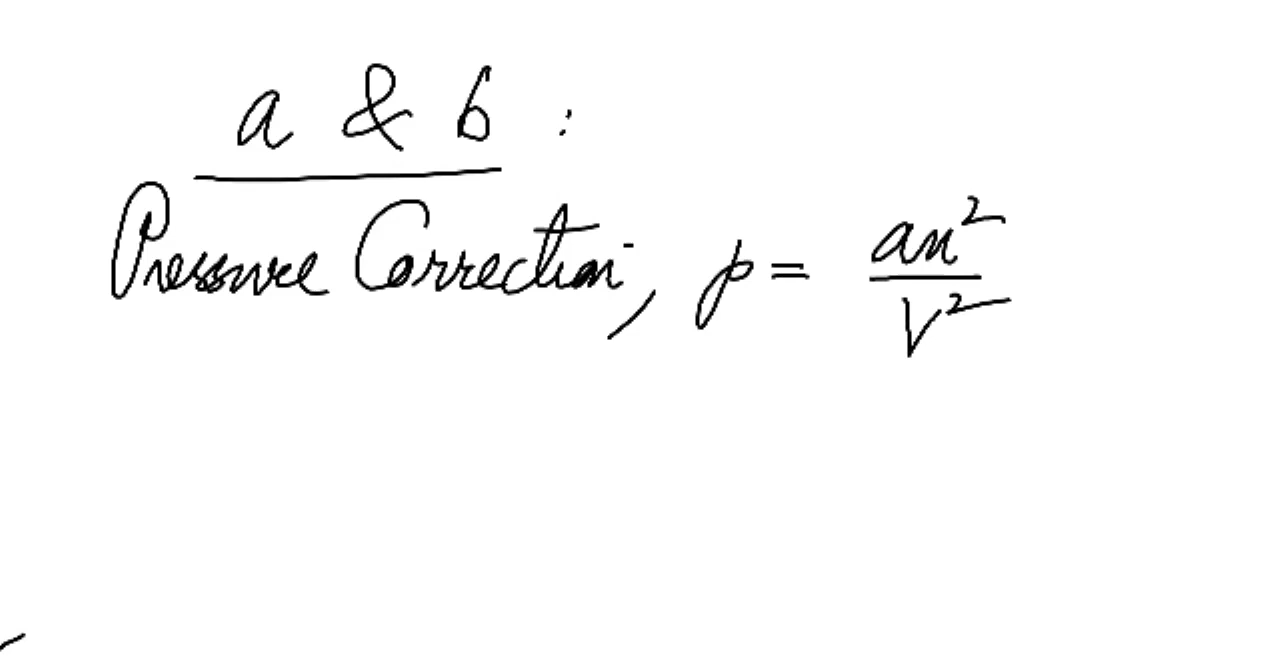 a & b :
Pressure Correction, p = an²/V²